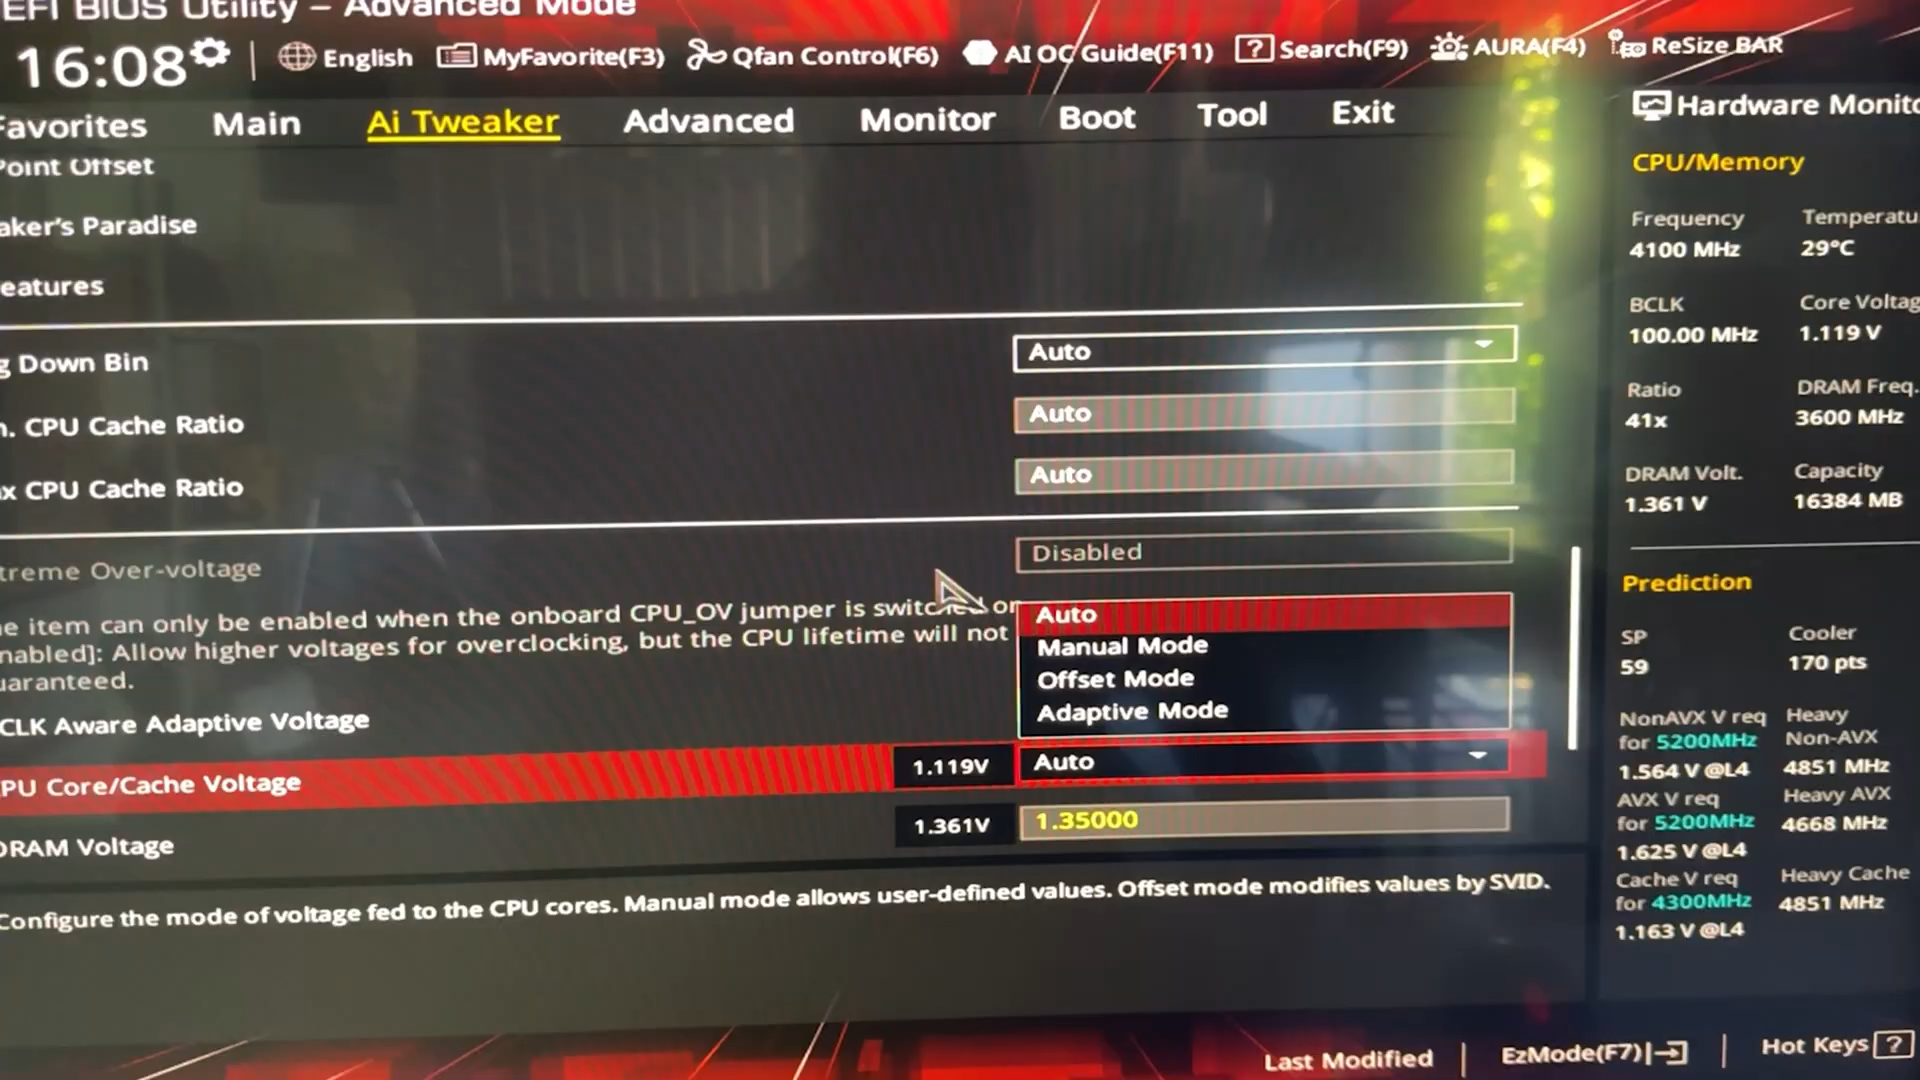 EFI BIOS Utility – Advanced Mode
16:08
English
MyFavorite(F3)
Qfan Control(F6)
AI OC Guide(F11)
Search(F9)
AURA(F4)
ReSize BAR
Favorites
Main
Ai Tweaker
Advanced
Monitor
Boot
Tool
Exit
Point Offset
aker's Paradise
eatures
g Down Bin
Auto
n. CPU Cache Ratio
Auto
x CPU Cache Ratio
Auto
treme Over-voltage
Disabled
e item can only be enabled when the onboard CPU_OV jumper is switched on
nabled]: Allow higher voltages for overclocking, but the CPU lifetime will not
uaranteed.
Auto
Manual Mode
Offset Mode
Adaptive Mode
CLK Aware Adaptive Voltage
PU Core/Cache Voltage
1.119V
Auto
DRAM Voltage
1.361V
1.35000
Configure the mode of voltage fed to the CPU cores. Manual mode allows user-defined values. Offset mode modifies values by SVID.
Hardware Monito
CPU/Memory
Frequency
Temperatu
4100 MHz
29°C
BCLK
Core Voltag
100.00 MHz
1.119 V
Ratio
DRAM Freq.
41x
3600 MHz
DRAM Volt.
Capacity
1.361 V
16384 MB
Prediction
SP
Cooler
59
170 pts
NonAVX V req
Heavy
for 5200MHz
Non-AVX
1.564 V @L4
4851 MHz
AVX V req
Heavy AVX
for 5200MHz
4668 MHz
1.625 V @L4
Cache V req
Heavy Cache
for 4300MHz
4851 MHz
1.163 V @L4
Last Modified
EzMode(F7)
Hot Keys ?